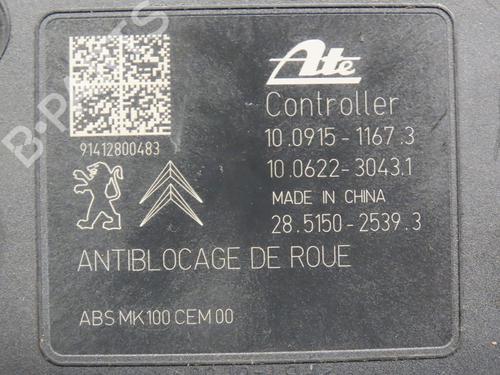 Ate
Controller
91412800483
10.0915-1167.3
10.0622-3043.1
MADE IN CHINA
28.5150-2539.3
ANTIBLOCAGE DE ROUE
ABS MK100 CEM 00
B-PARTS